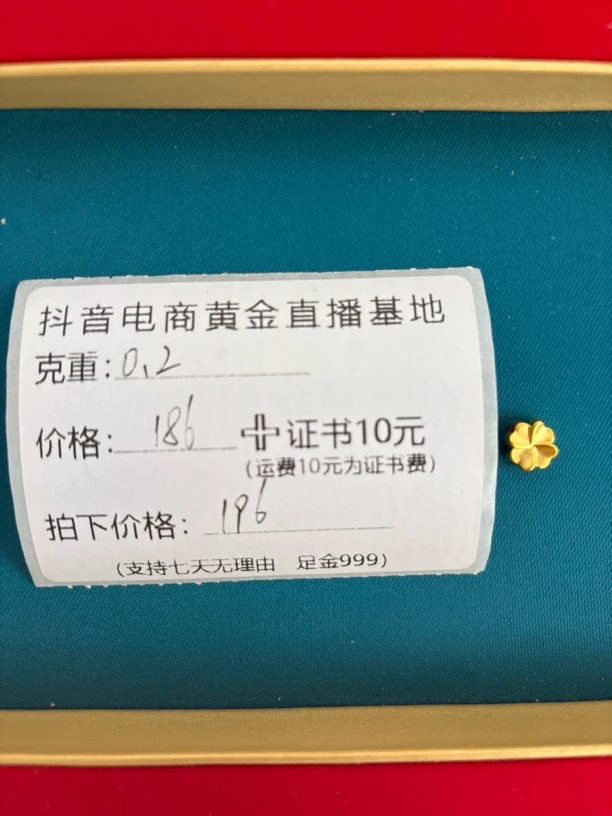 抖音电商黄金直播基地
克重:0.2
价格:186+证书10元
(运费10元为证书费)
拍下价格:196
(支持七天无理由 足金999)